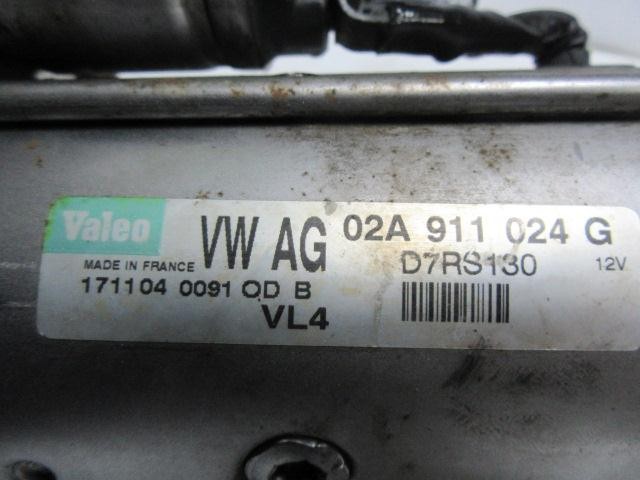 Valeo VW AG 02A 911 024 G
MADE IN FRANCE D7RS130 12V
171104 0091 OD B
VL4